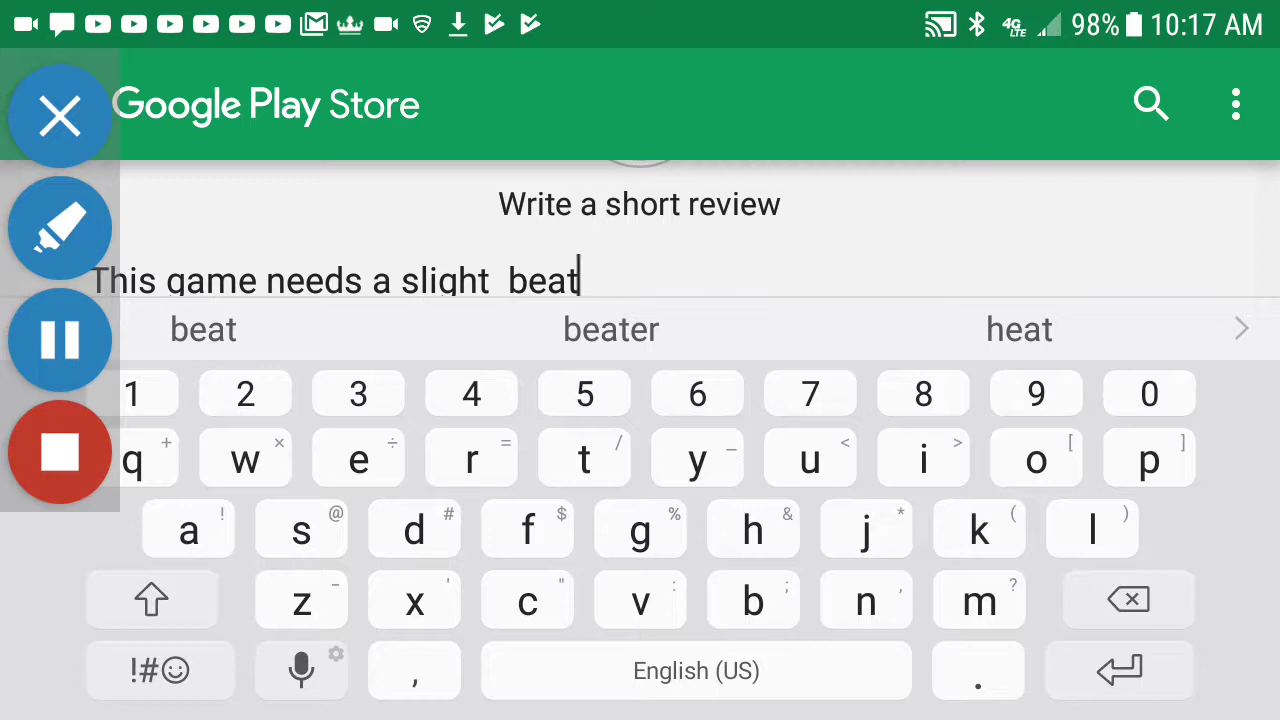 98% 10:17 AM
Google Play Store
Write a short review
This game needs a slight  beat
beat beater heat
1 2 3 4 5 6 7 8 9 0
q + w × e ÷ r = t / y _ u < i > o [ p ]
a ! s @ d # f $ g % h & j * k ( l )
z - x ' c " v : b ; n , m ?
!#☺ , English (US) .